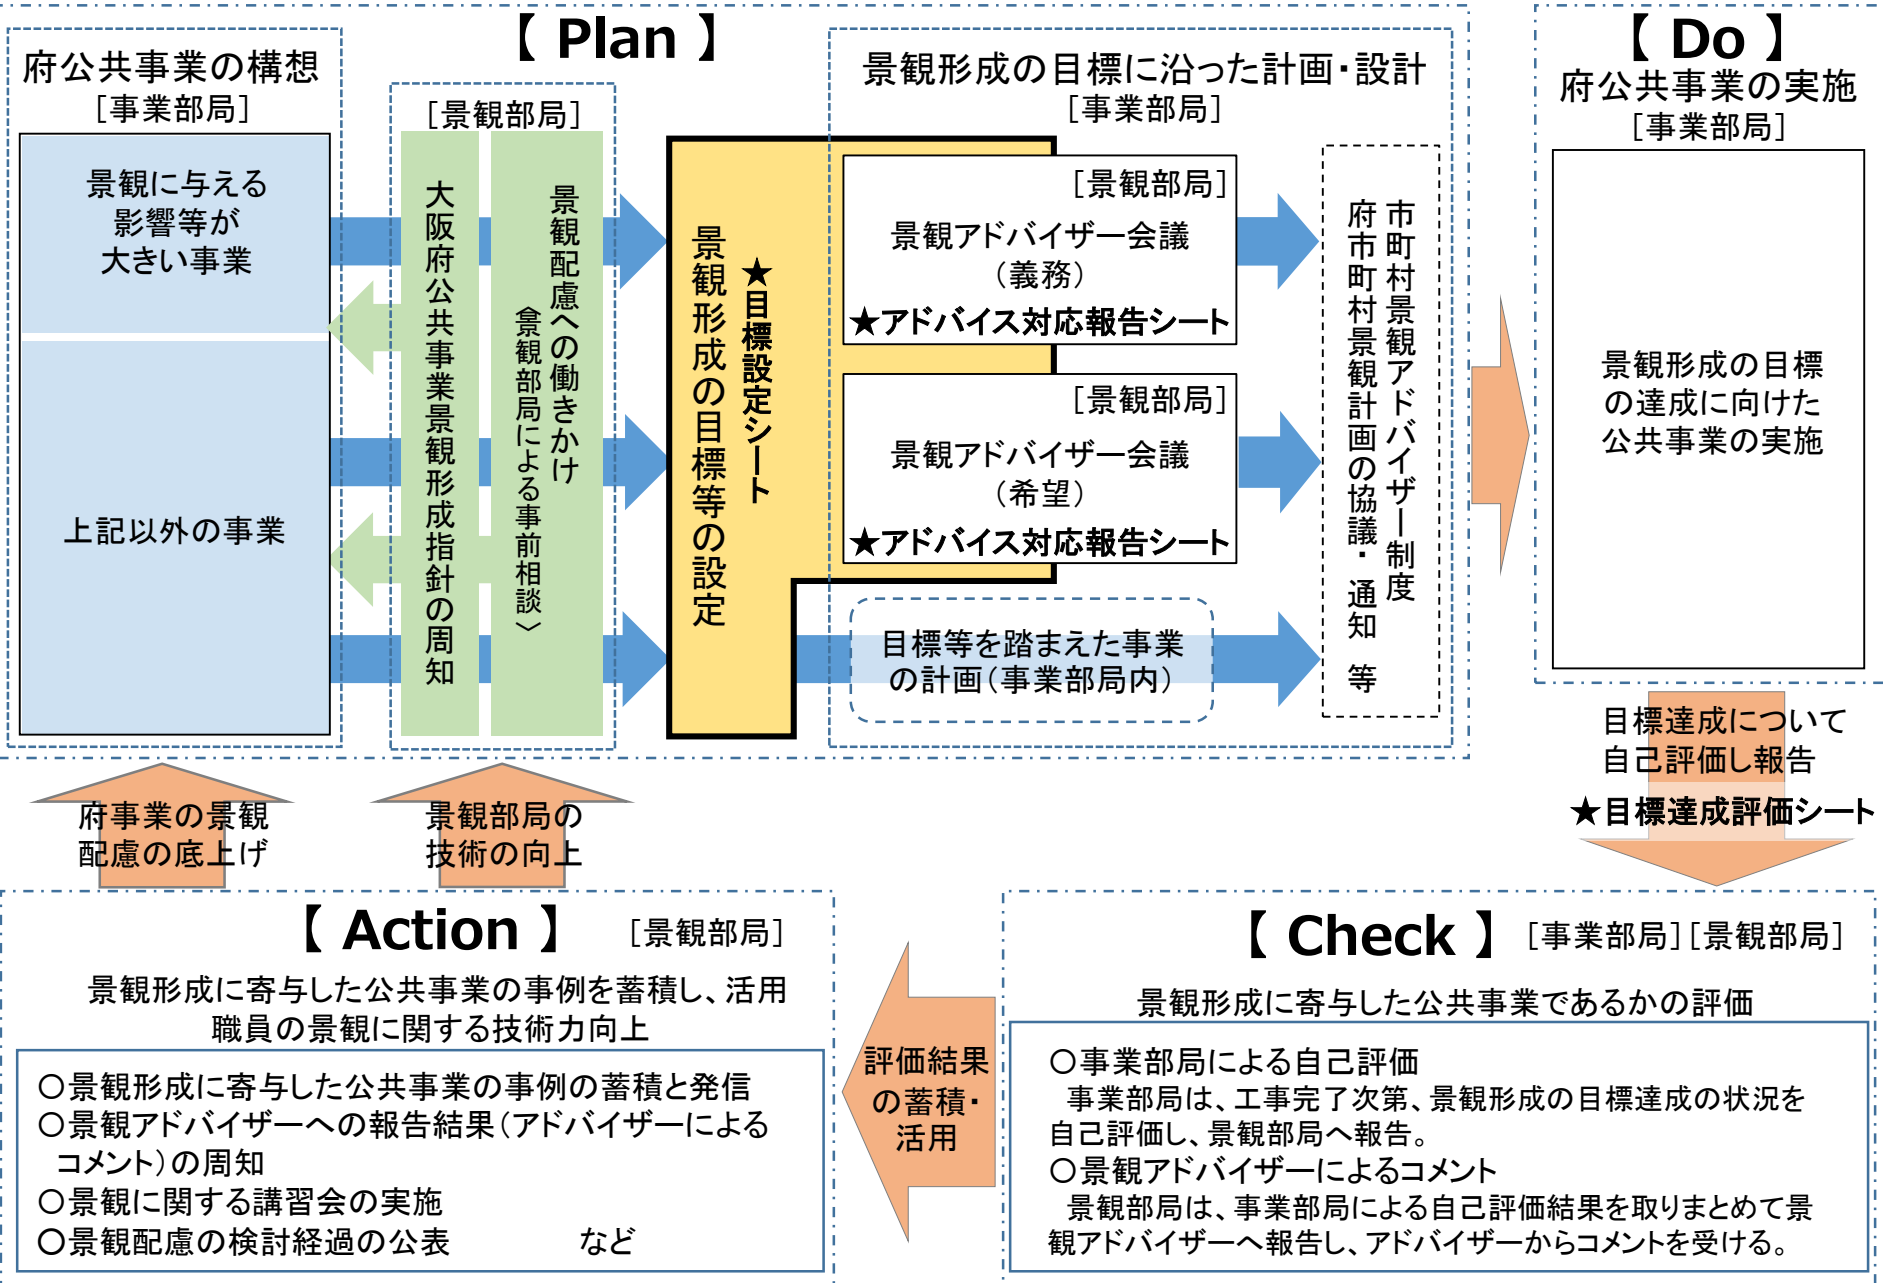 【 Plan 】
府公共事業の構想
［事業部局］
景観に与える
影響等が
大きい事業
上記以外の事業
［景観部局］
大阪府公共事業景観形成指針の周知
景観配慮への働きかけ
〈景観部局による事前相談〉
★目標設定シート
景観形成の目標等の設定
景観形成の目標に沿った計画・設計
［事業部局］
［景観部局］
景観アドバイザー会議
（義務）
★アドバイス対応報告シート
［景観部局］
景観アドバイザー会議
（希望）
★アドバイス対応報告シート
目標等を踏まえた事業
の計画（事業部局内）
市町村景観アドバイザー制度
府市町村景観計画の協議・通知 等
【 Do 】
府公共事業の実施
［事業部局］
景観形成の目標
の達成に向けた
公共事業の実施
目標達成について
自己評価し報告
★目標達成評価シート
【 Check 】［事業部局］［景観部局］
景観形成に寄与した公共事業であるかの評価
○事業部局による自己評価
事業部局は、工事完了次第、景観形成の目標達成の状況を
自己評価し、景観部局へ報告。
○景観アドバイザーによるコメント
景観部局は、事業部局による自己評価結果を取りまとめて景
観アドバイザーへ報告し、アドバイザーからコメントを受ける。
評価結果
の蓄積・
活用
【 Action 】［景観部局］
景観形成に寄与した公共事業の事例を蓄積し、活用
職員の景観に関する技術力向上
○景観形成に寄与した公共事業の事例の蓄積と発信
○景観アドバイザーへの報告結果（アドバイザーによる
コメント）の周知
○景観に関する講習会の実施
○景観配慮の検討経過の公表　　　など
府事業の景観
配慮の底上げ
景観部局の
技術の向上